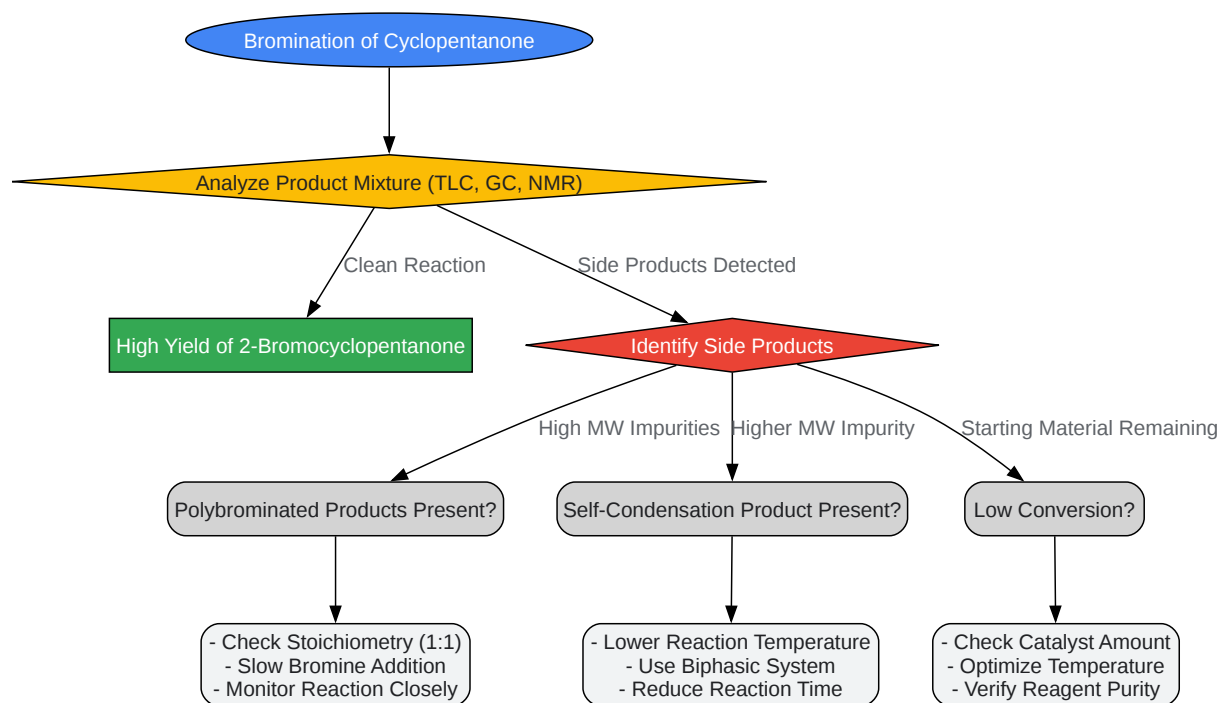 Bromination of Cyclopentanone
Analyze Product Mixture (TLC, GC, NMR)
Clean Reaction
Side Products Detected
High Yield of 2-Bromocyclopentanone
Identify Side Products
High MW Impurities
Higher MW Impurity
Starting Material Remaining
Polybrominated Products Present?
Self-Condensation Product Present?
Low Conversion?
- Check Stoichiometry (1:1)
- Slow Bromine Addition
- Monitor Reaction Closely
- Lower Reaction Temperature
- Use Biphasic System
- Reduce Reaction Time
- Check Catalyst Amount
- Optimize Temperature
- Verify Reagent Purity